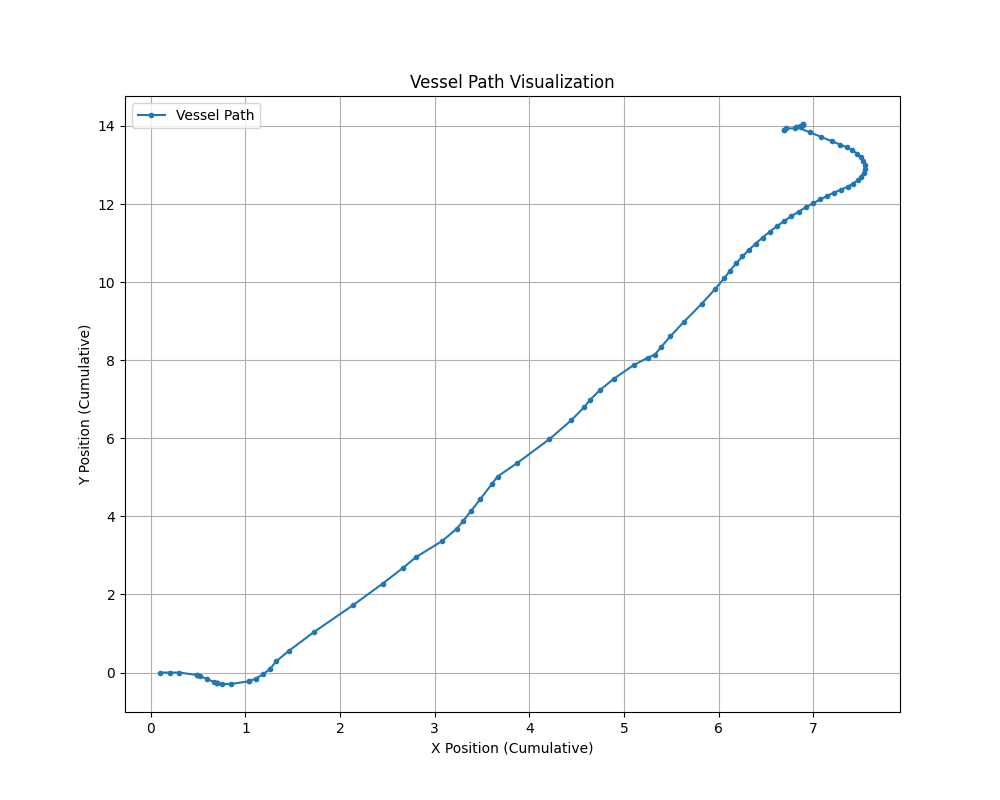 Vessel Path Visualization
Vessel Path
Y Position (Cumulative)
14
12
10
8
6
4
2
0
0 1 2 3 4 5 6 7
X Position (Cumulative)